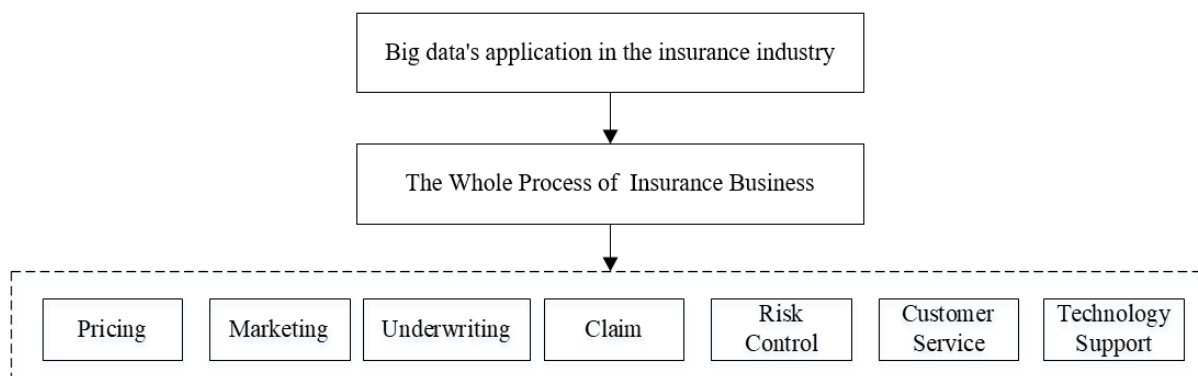 Big data's application in the insurance industry
The Whole Process of Insurance Business
Pricing
Marketing
Underwriting
Claim
Risk
Control
Customer
Service
Technology
Support